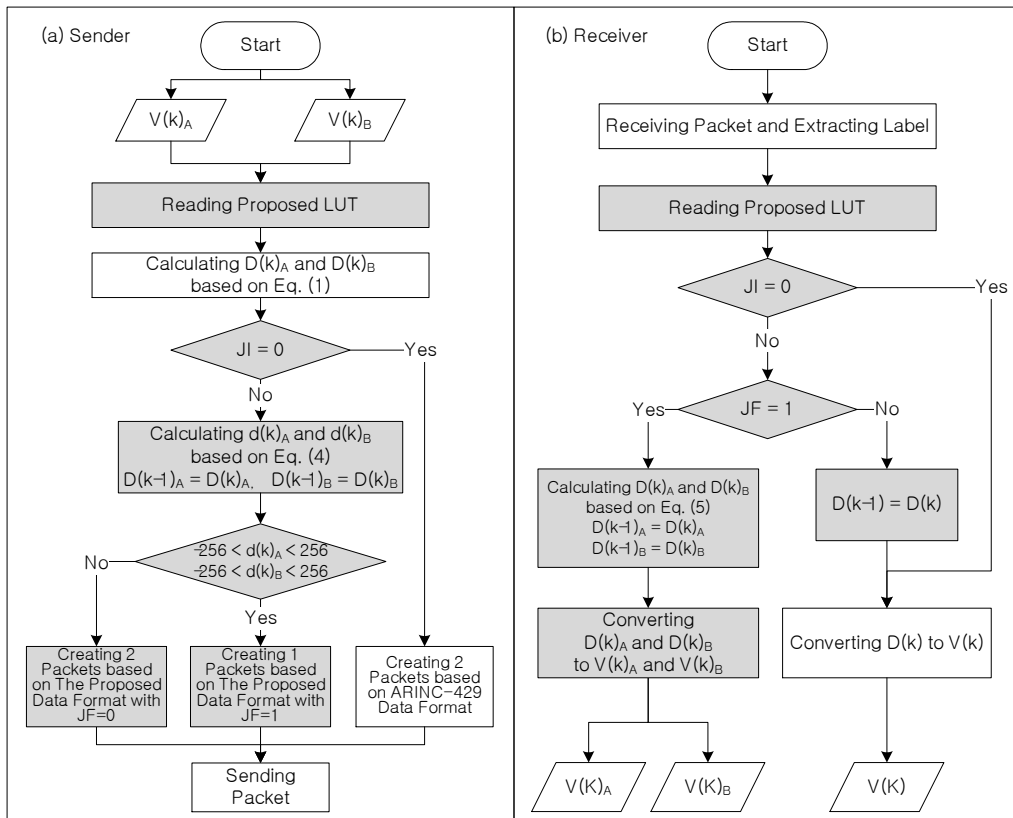 (a) Sender
Start
V(k)A
V(k)B
Reading Proposed LUT
Calculating D(k)A and D(k)B
based on Eq. (1)
JI = 0
Yes
No
Calculating d(k)A and d(k)B
based on Eq. (4)
D(k-1)A = D(k)A, D(k-1)B = D(k)B
-256 < d(k)A < 256
-256 < d(k)B < 256
No
Yes
Creating 2
Packets based
on The Proposed
Data Format with
JF=0
Creating 1
Packets based
on The Proposed
Data Format with
JF=1
Creating 2
Packets based
on ARINC-429
Data Format
Sending
Packet
(b) Receiver
Start
Receiving Packet and Extracting Label
Reading Proposed LUT
JI = 0
Yes
No
JF = 1
Yes
No
Calculating D(k)A and D(k)B
based on Eq. (5)
D(k-1)A = D(k)A
D(k-1)B = D(k)B
D(k-1) = D(k)
Converting
D(k)A and D(k)B
to V(k)A and V(k)B
Converting D(k) to V(k)
V(K)A
V(K)B
V(K)